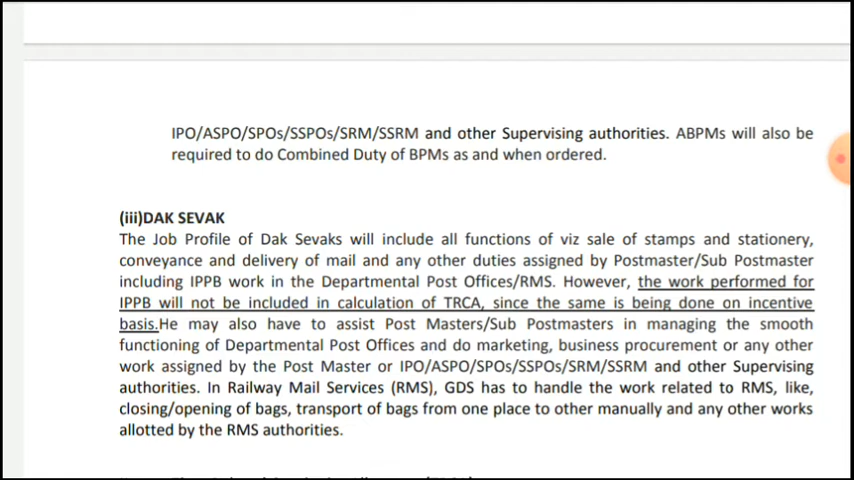 IPO/ASPO/SPOs/SSPOs/SRM/SSRM and other Supervising authorities. ABPMs will also be
required to do Combined Duty of BPMs as and when ordered.
(iii)DAK SEVAK
The Job Profile of Dak Sevaks will include all functions of viz sale of stamps and stationery,
conveyance and delivery of mail and any other duties assigned by Postmaster/Sub Postmaster
including IPPB work in the Departmental Post Offices/RMS. However, the work performed for
IPPB will not be included in calculation of TRCA, since the same is being done on incentive
basis.He may also have to assist Post Masters/Sub Postmasters in managing the smooth
functioning of Departmental Post Offices and do marketing, business procurement or any other
work assigned by the Post Master or IPO/ASPO/SPOs/SSPOs/SRM/SSRM and other Supervising
authorities. In Railway Mail Services (RMS), GDS has to handle the work related to RMS, like,
closing/opening of bags, transport of bags from one place to other manually and any other works
allotted by the RMS authorities.